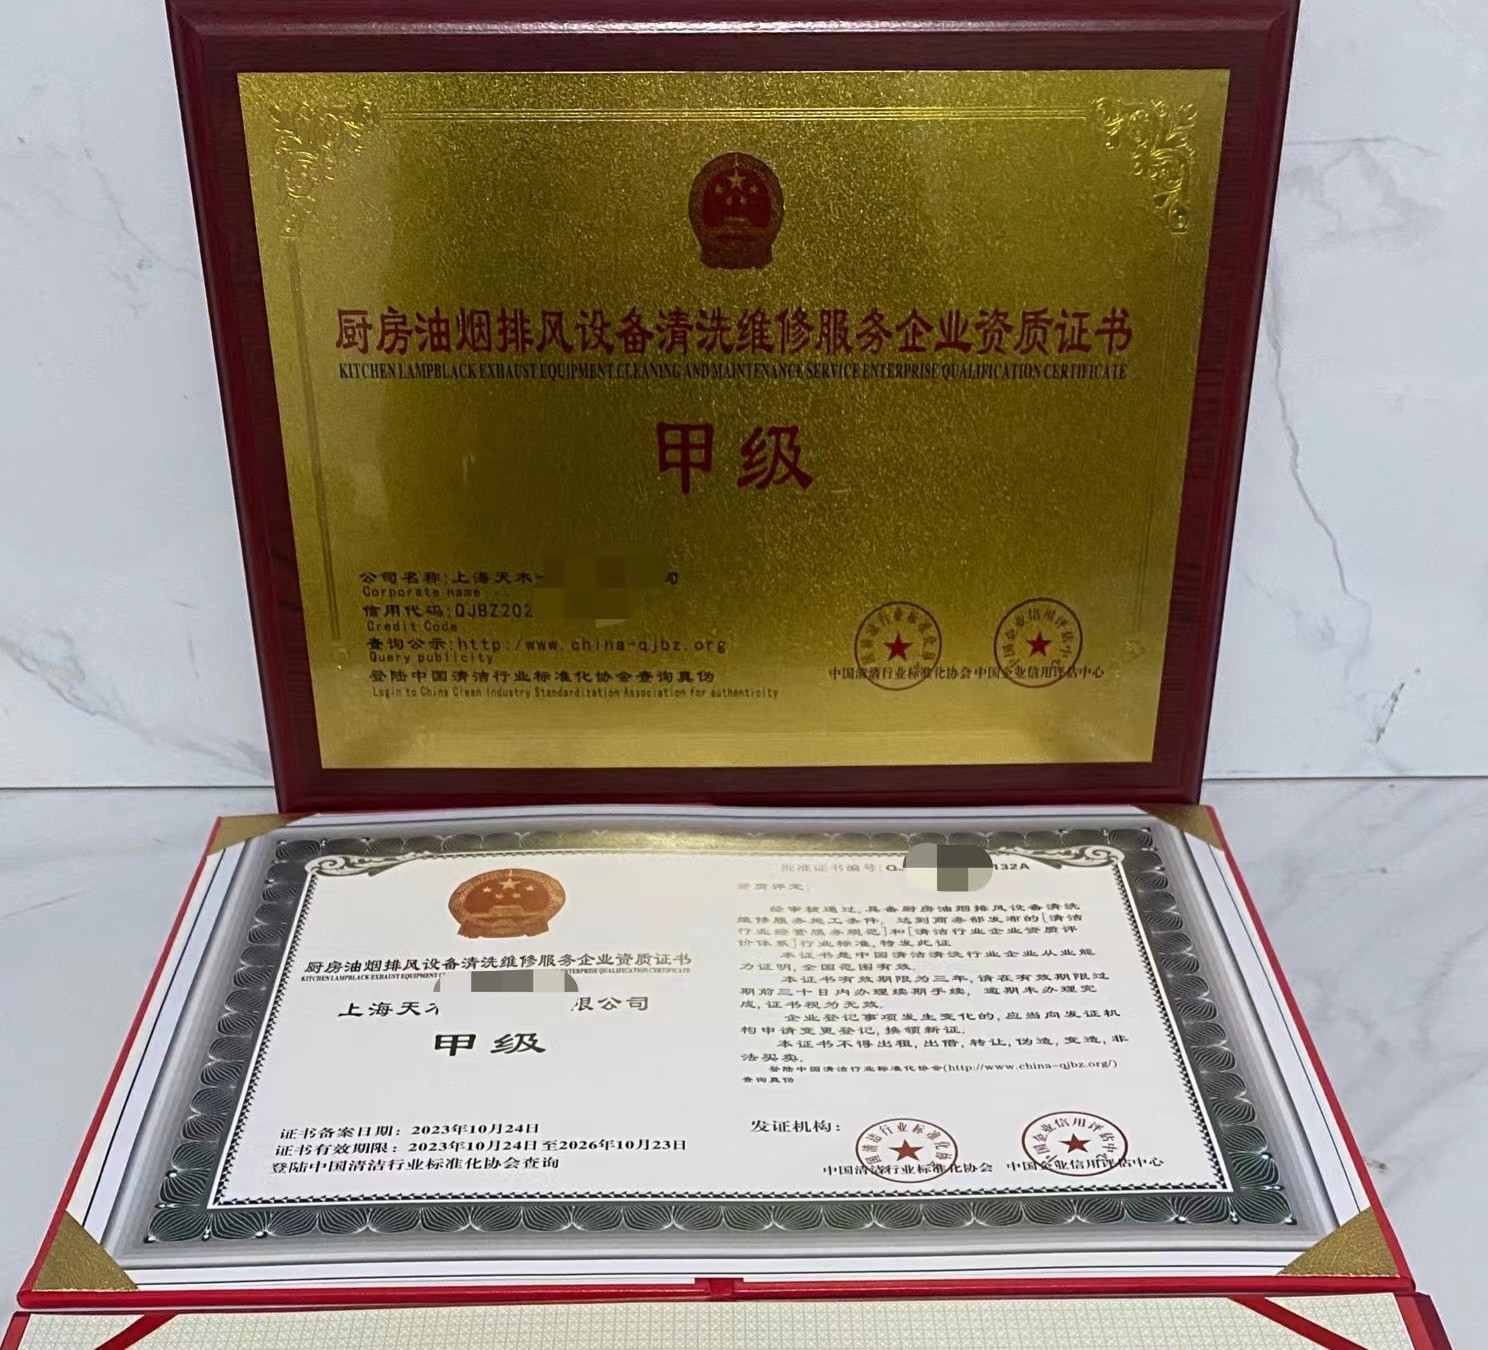 厨房油烟排风设备清洗维修服务企业资质证书
KITCHEN LAMPBLACK EXHAUST EQUIPMENT CLEANING AND MAINTENANCE SERVICE ENTERPRISE QUALIFICATION CERTIFICATE
甲级
公司名称:上海天木
Corporate name
信用代码:QJBZ202
Credit Code
查询公示:http:/www.china-qjbz.org
Query publicity
登陆中国清洁行业标准化协会查询真伪
Login to China Clean Industry Standardization Association for authenticity
中国清洁行业标准化协会 中国企业信用评估中心
厨房油烟排风设备清洗维修服务企业资质证书
KITCHEN LAMPBLACK EXHAUST EQUIPMENT TERPRISE QUALIFICATION CERTIFICATE
上海天 限公司
甲级
证书备案日期：2023年10月24日
证书有效期限：2023年10月24日至2026年10月23日
登陆中国清洁行业标准化协会查询
批准证书编号:Q 132A
资质评定:
经审核通过,具备厨房油烟排风设备清洗
维修服务施工条件, 达到商务部发布的[清洁
行业经营服务规范]和[清洁行业企业资质评
价体系]行业标准,特发此证
本证书是中国清洁清洗行业企业从业能
力证明,全国范围有效.
本证书有效期限为三年,请在有效期限过
期前三十日内办理续期手续, 逾期未办理完
成,证书视为无效.
企业登记事项发生变化的,应当向发证机
构申请变更登记,换领新证.
本证书不得出租,出借,转让,伪造,变造,非
法买卖.
登陆中国清洁行业标准化协会(http://www.china-qjbz.org/)
查询真伪
发证机构：
中国清洁行业标准化协会 中国企业信用评估中心